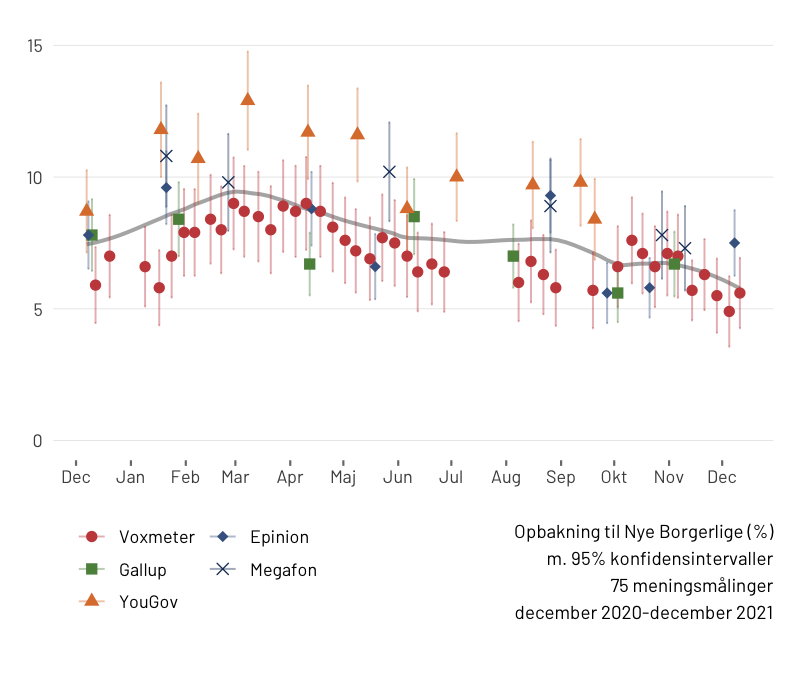 15
10
5
0
Dec Jan Feb Mar Apr Maj Jun Jul Aug Sep Okt Nov Dec
Voxmeter
Epinion
Gallup
Megafon
YouGov
Opbakning til Nye Borgerlige (%)
m. 95% konfidensintervaller
75 meningsmålinger
december 2020-december 2021